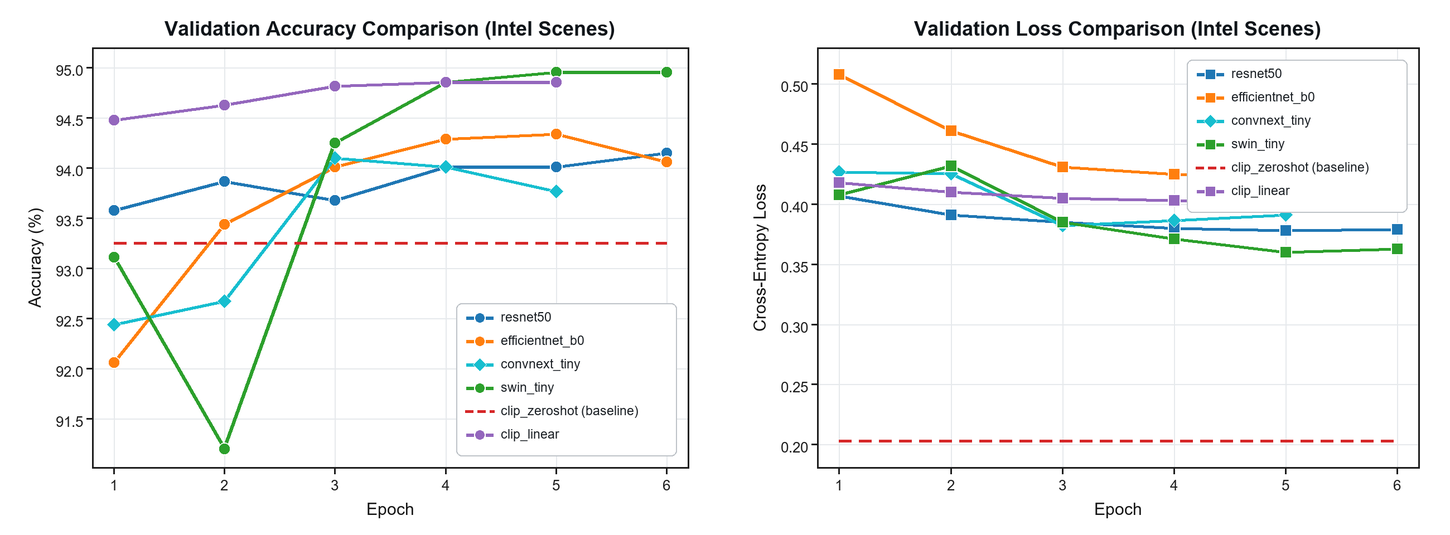 Validation Accuracy Comparison (Intel Scenes)
Accuracy (%)
95.0
94.5
94.0
93.5
93.0
92.5
92.0
91.5
resnet50
efficientnet_b0
convnext_tiny
swin_tiny
clip_zeroshot (baseline)
clip_linear
1 2 3 4 5 6
Epoch
Validation Loss Comparison (Intel Scenes)
Cross-Entropy Loss
0.50
0.45
0.40
0.35
0.30
0.25
0.20
resnet50
efficientnet_b0
convnext_tiny
swin_tiny
clip_zeroshot (baseline)
clip_linear
1 2 3 4 5 6
Epoch